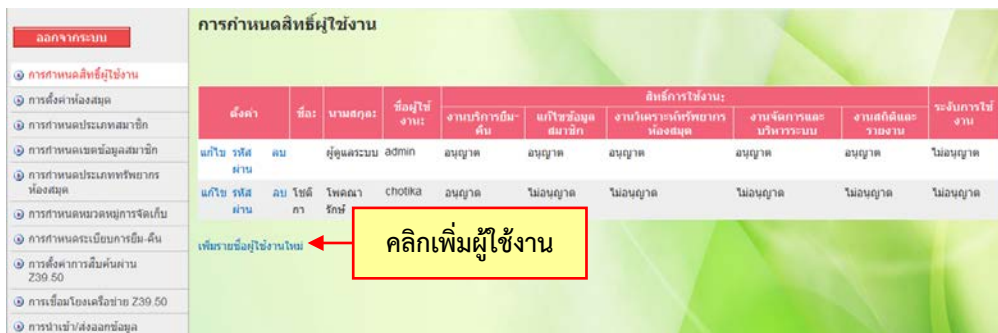 ออกจากระบบ
การกำหนดสิทธิ์ผู้ใช้งาน
การตั้งค่าห้องสมุด
การกำหนดประเภทสมาชิก
การกำหนดเขตข้อมูลสมาชิก
การกำหนดประเภททรัพยากร
ห้องสมุด
การกำหนดหมวดหมู่การจัดเก็บ
การกำหนดระเบียบการยืม-คืน
การตั้งค่าการสืบค้นผ่าน
Z39.50
การเชื่อมโยงเครือข่าย Z39.50
การนำเข้า/ส่งออกข้อมูล
การกำหนดสิทธิ์ผู้ใช้งาน
ตั้งค่า ชื่อ: นามสกุล: ชื่อผู้ใช้งาน: สิทธิ์การใช้งาน: ระงับการใช้งาน
งานบริการยืม-คืน แก้ไขข้อมูลสมาชิก งานวิเคราะห์ทรัพยากรห้องสมุด งานจัดการและบริหารระบบ งานสถิติและรายงาน
แก้ไข รหัสผ่าน ลบ ผู้ดูแลระบบ admin อนุญาต อนุญาต อนุญาต อนุญาต อนุญาต ไม่อนุญาต
แก้ไข รหัสผ่าน ลบ โชติกา โพคณารักษ์ chotika อนุญาต ไม่อนุญาต ไม่อนุญาต ไม่อนุญาต ไม่อนุญาต ไม่อนุญาต
เพิ่มรายชื่อผู้ใช้งานใหม่
คลิกเพิ่มผู้ใช้งาน